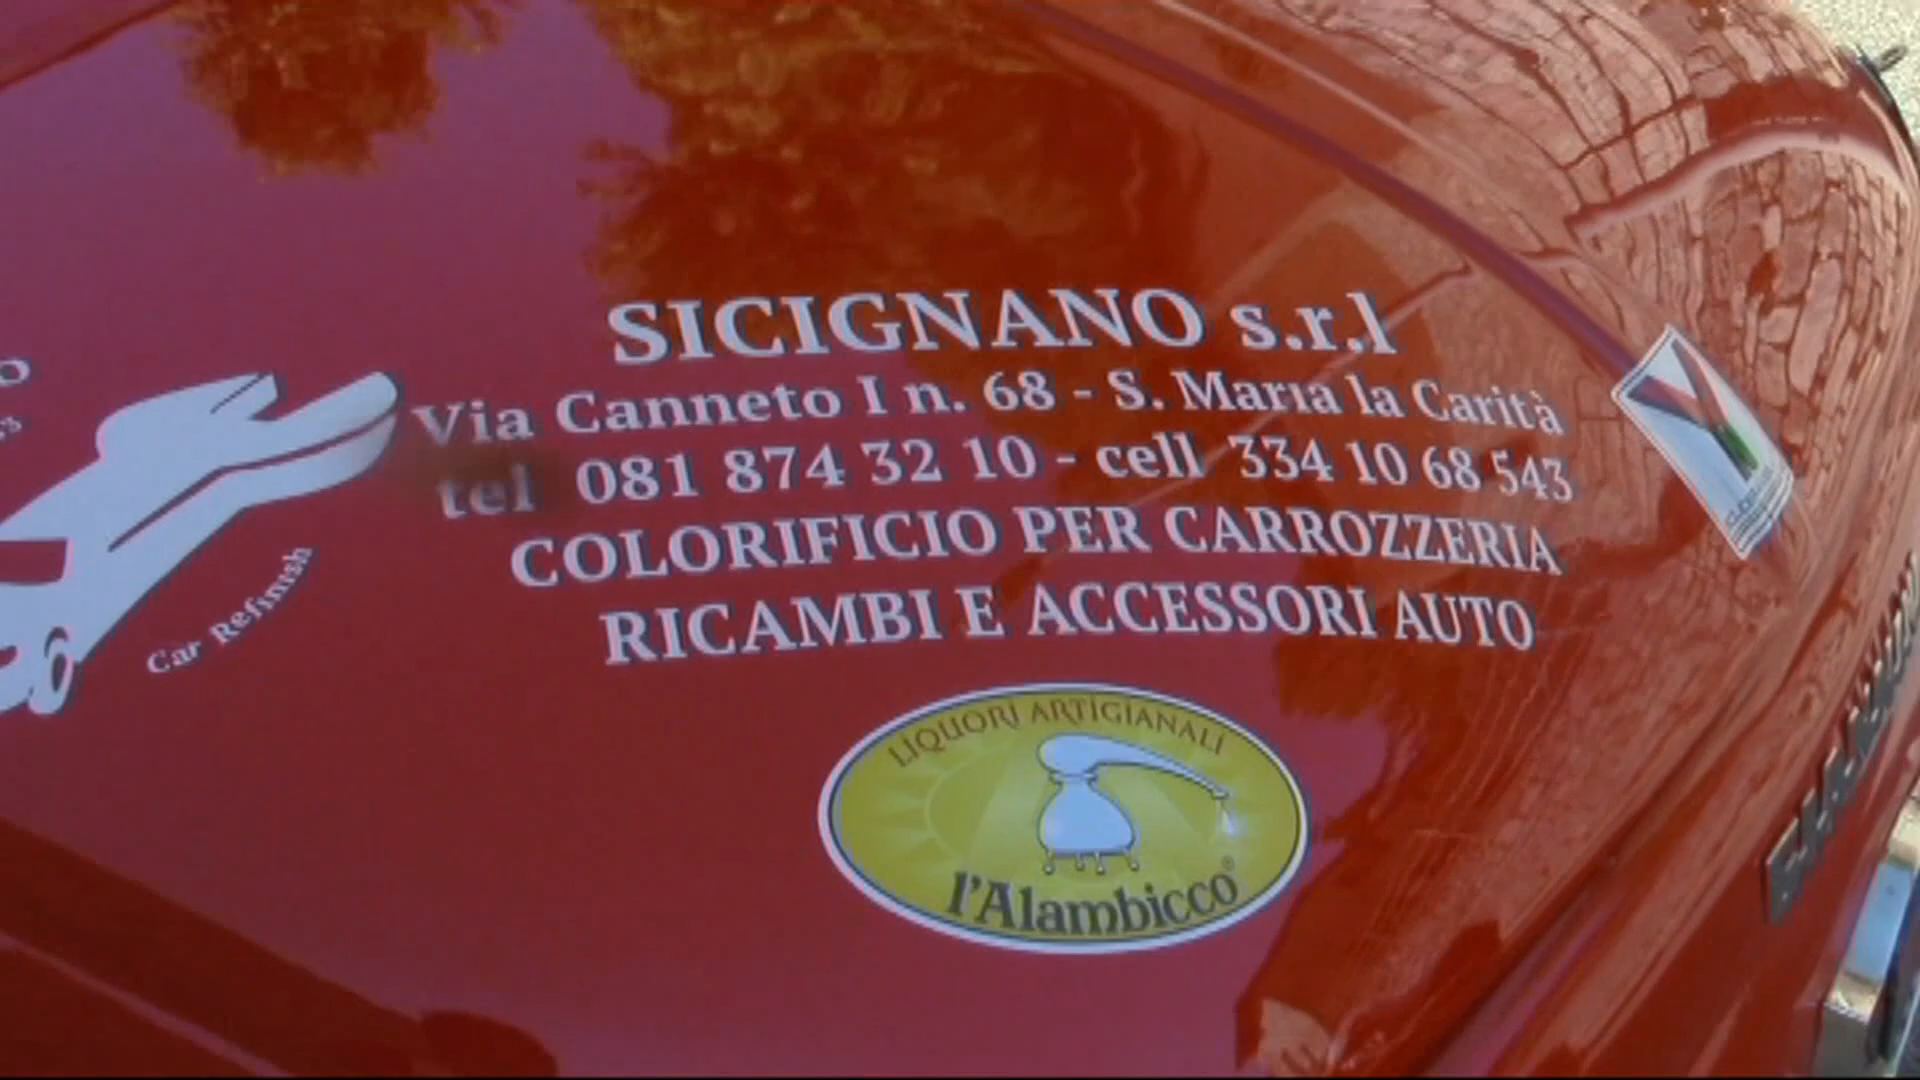 SICIGNANO s.r.l
Via Canneto I n. 68 - S. Maria la Carità
tel 081 874 32 10 - cell 334 10 68 543
COLORIFICIO PER CARROZZERIA
RICAMBI E ACCESSORI AUTO
Car Refinish
LIQUORI ARTIGIANALI
l'Alambicco®